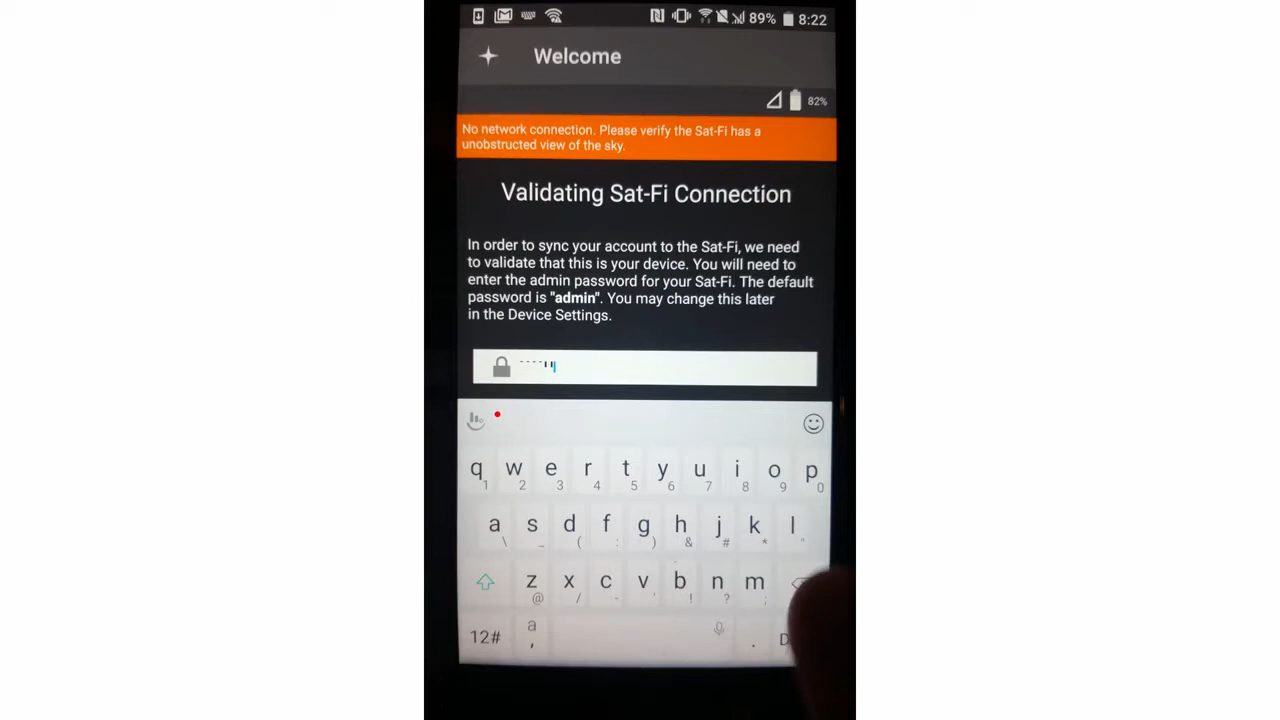 89% 8:22
Welcome
82%
No network connection. Please verify the Sat-Fi has a
unobstructed view of the sky.
Validating Sat-Fi Connection
In order to sync your account to the Sat-Fi, we need
to validate that this is your device. You will need to
enter the admin password for your Sat-Fi. The default
password is "admin". You may change this later
in the Device Settings.
q w e r t y u i o p
1 2 3 4 5 6 7 8 9 0
a s d f g h j k l
\ _ ( : ) & # *
z x c v b n m
@ / - ' ! ? ;
12# a , . D